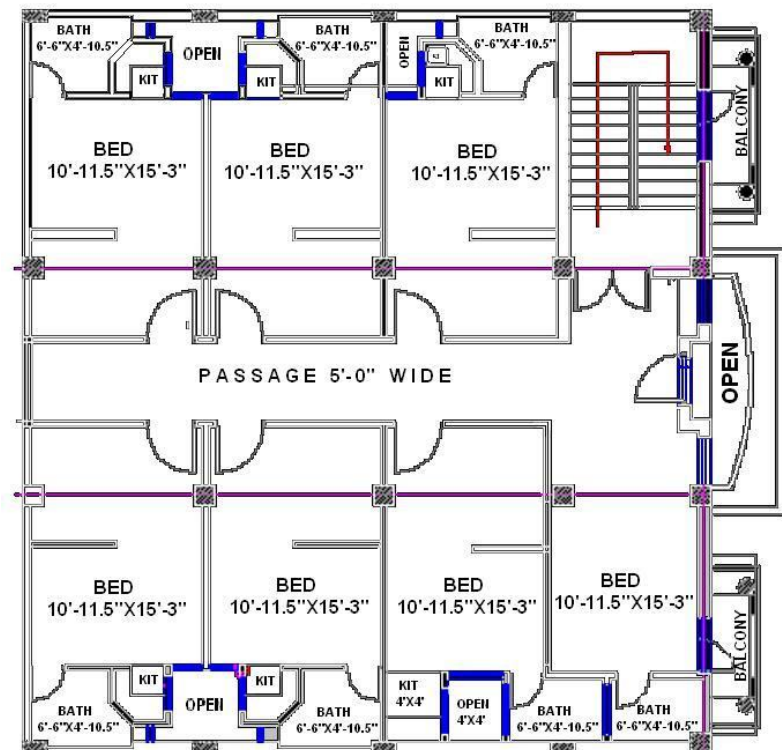 BATH
6'-6"X4'-10.5"
OPEN
BATH
6'-6"X4'-10.5"
OPEN
BATH
6'-6"X4'-10.5"
KIT
KIT
KIT
BALCONY
BED
10'-11.5"X15'-3"
BED
10'-11.5"X15'-3"
BED
10'-11.5"X15'-3"
PASSAGE 5'-0" WIDE
OPEN
BED
10'-11.5"X15'-3"
BED
10'-11.5"X15'-3"
BED
10'-11.5"X15'-3"
BED
10'-11.5"X15'-3"
BALCONY
KIT
KIT
KIT
4'X4'
OPEN
4'X4'
OPEN
BATH
6'-6"X4'-10.5"
BATH
6'-6"X4'-10.5"
BATH
6'-6"X4'-10.5"
BATH
6'-6"X4'-10.5"